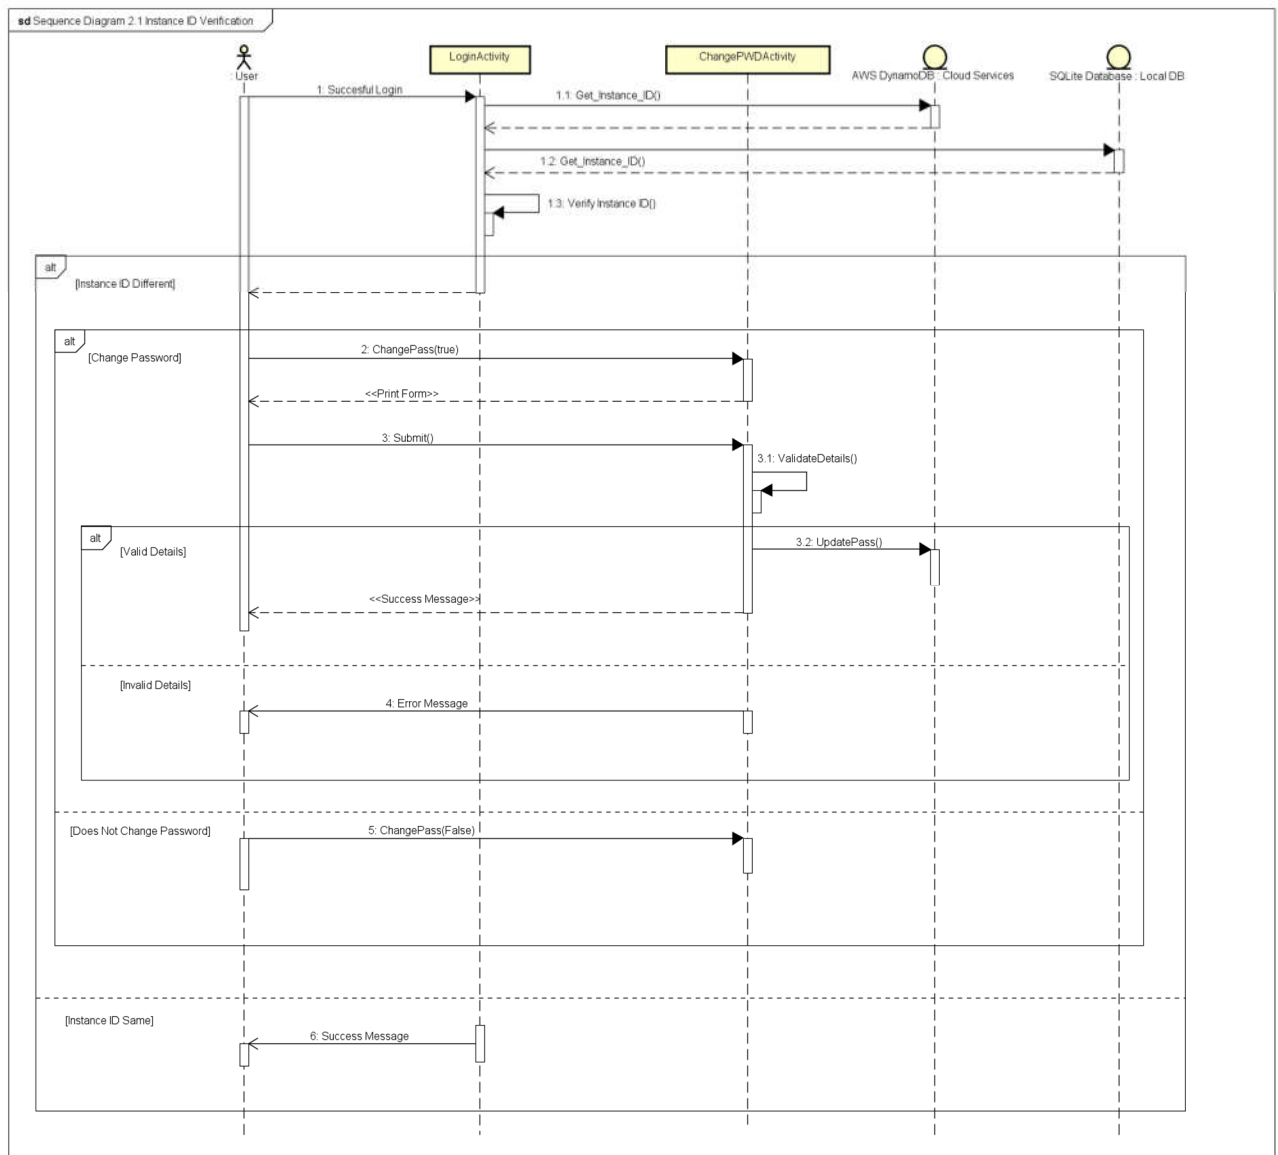 sd Sequence Diagram 2.1 Instance ID Verification
: User
LoginActivity
ChangePWDActivity
AWS DynamoDB : Cloud Services
SQLite Database : Local DB
1: Succesful Login
1.1: Get_Instance_ID()
1.2: Get_Instance_ID()
1.3: Verify Instance ID()
alt
[Instance ID Different]
alt
[Change Password]
2: ChangePass(true)
<<Print Form>>
3: Submit()
3.1: ValidateDetails()
alt
[Valid Details]
3.2: UpdatePass()
<<Success Message>>
[Invalid Details]
4: Error Message
[Does Not Change Password]
5: ChangePass(False)
[Instance ID Same]
6: Success Message